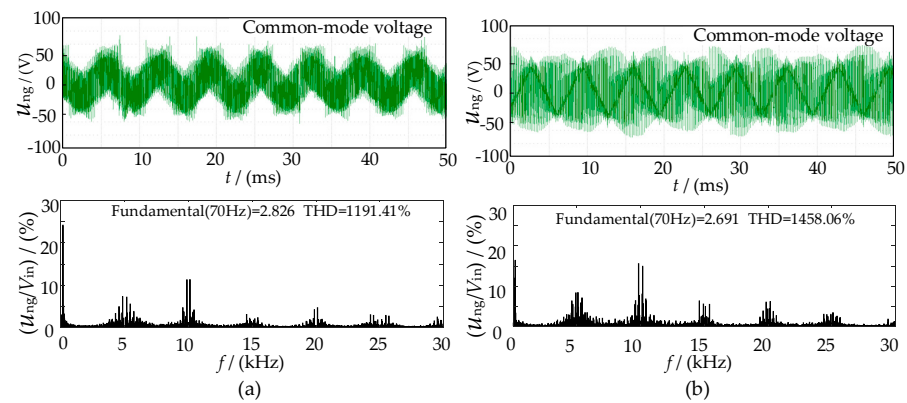 Common-mode voltage
100
50
0
-50
-100
u_ng / (V)
0 10 20 30 40 50
t / (ms)
Fundamental(70Hz)=2.826 THD=1191.41%
30
20
10
0
(u_ng/V_in) / (%)
0 5 10 15 20 25 30
f / (kHz)
(a)
Common-mode voltage
100
50
0
-50
-100
u_ng / (V)
0 10 20 30 40 50
t / (ms)
Fundamental(70Hz)=2.691 THD=1458.06%
30
20
10
0
(u_ng/V_in) / (%)
0 5 10 15 20 25 30
f / (kHz)
(b)